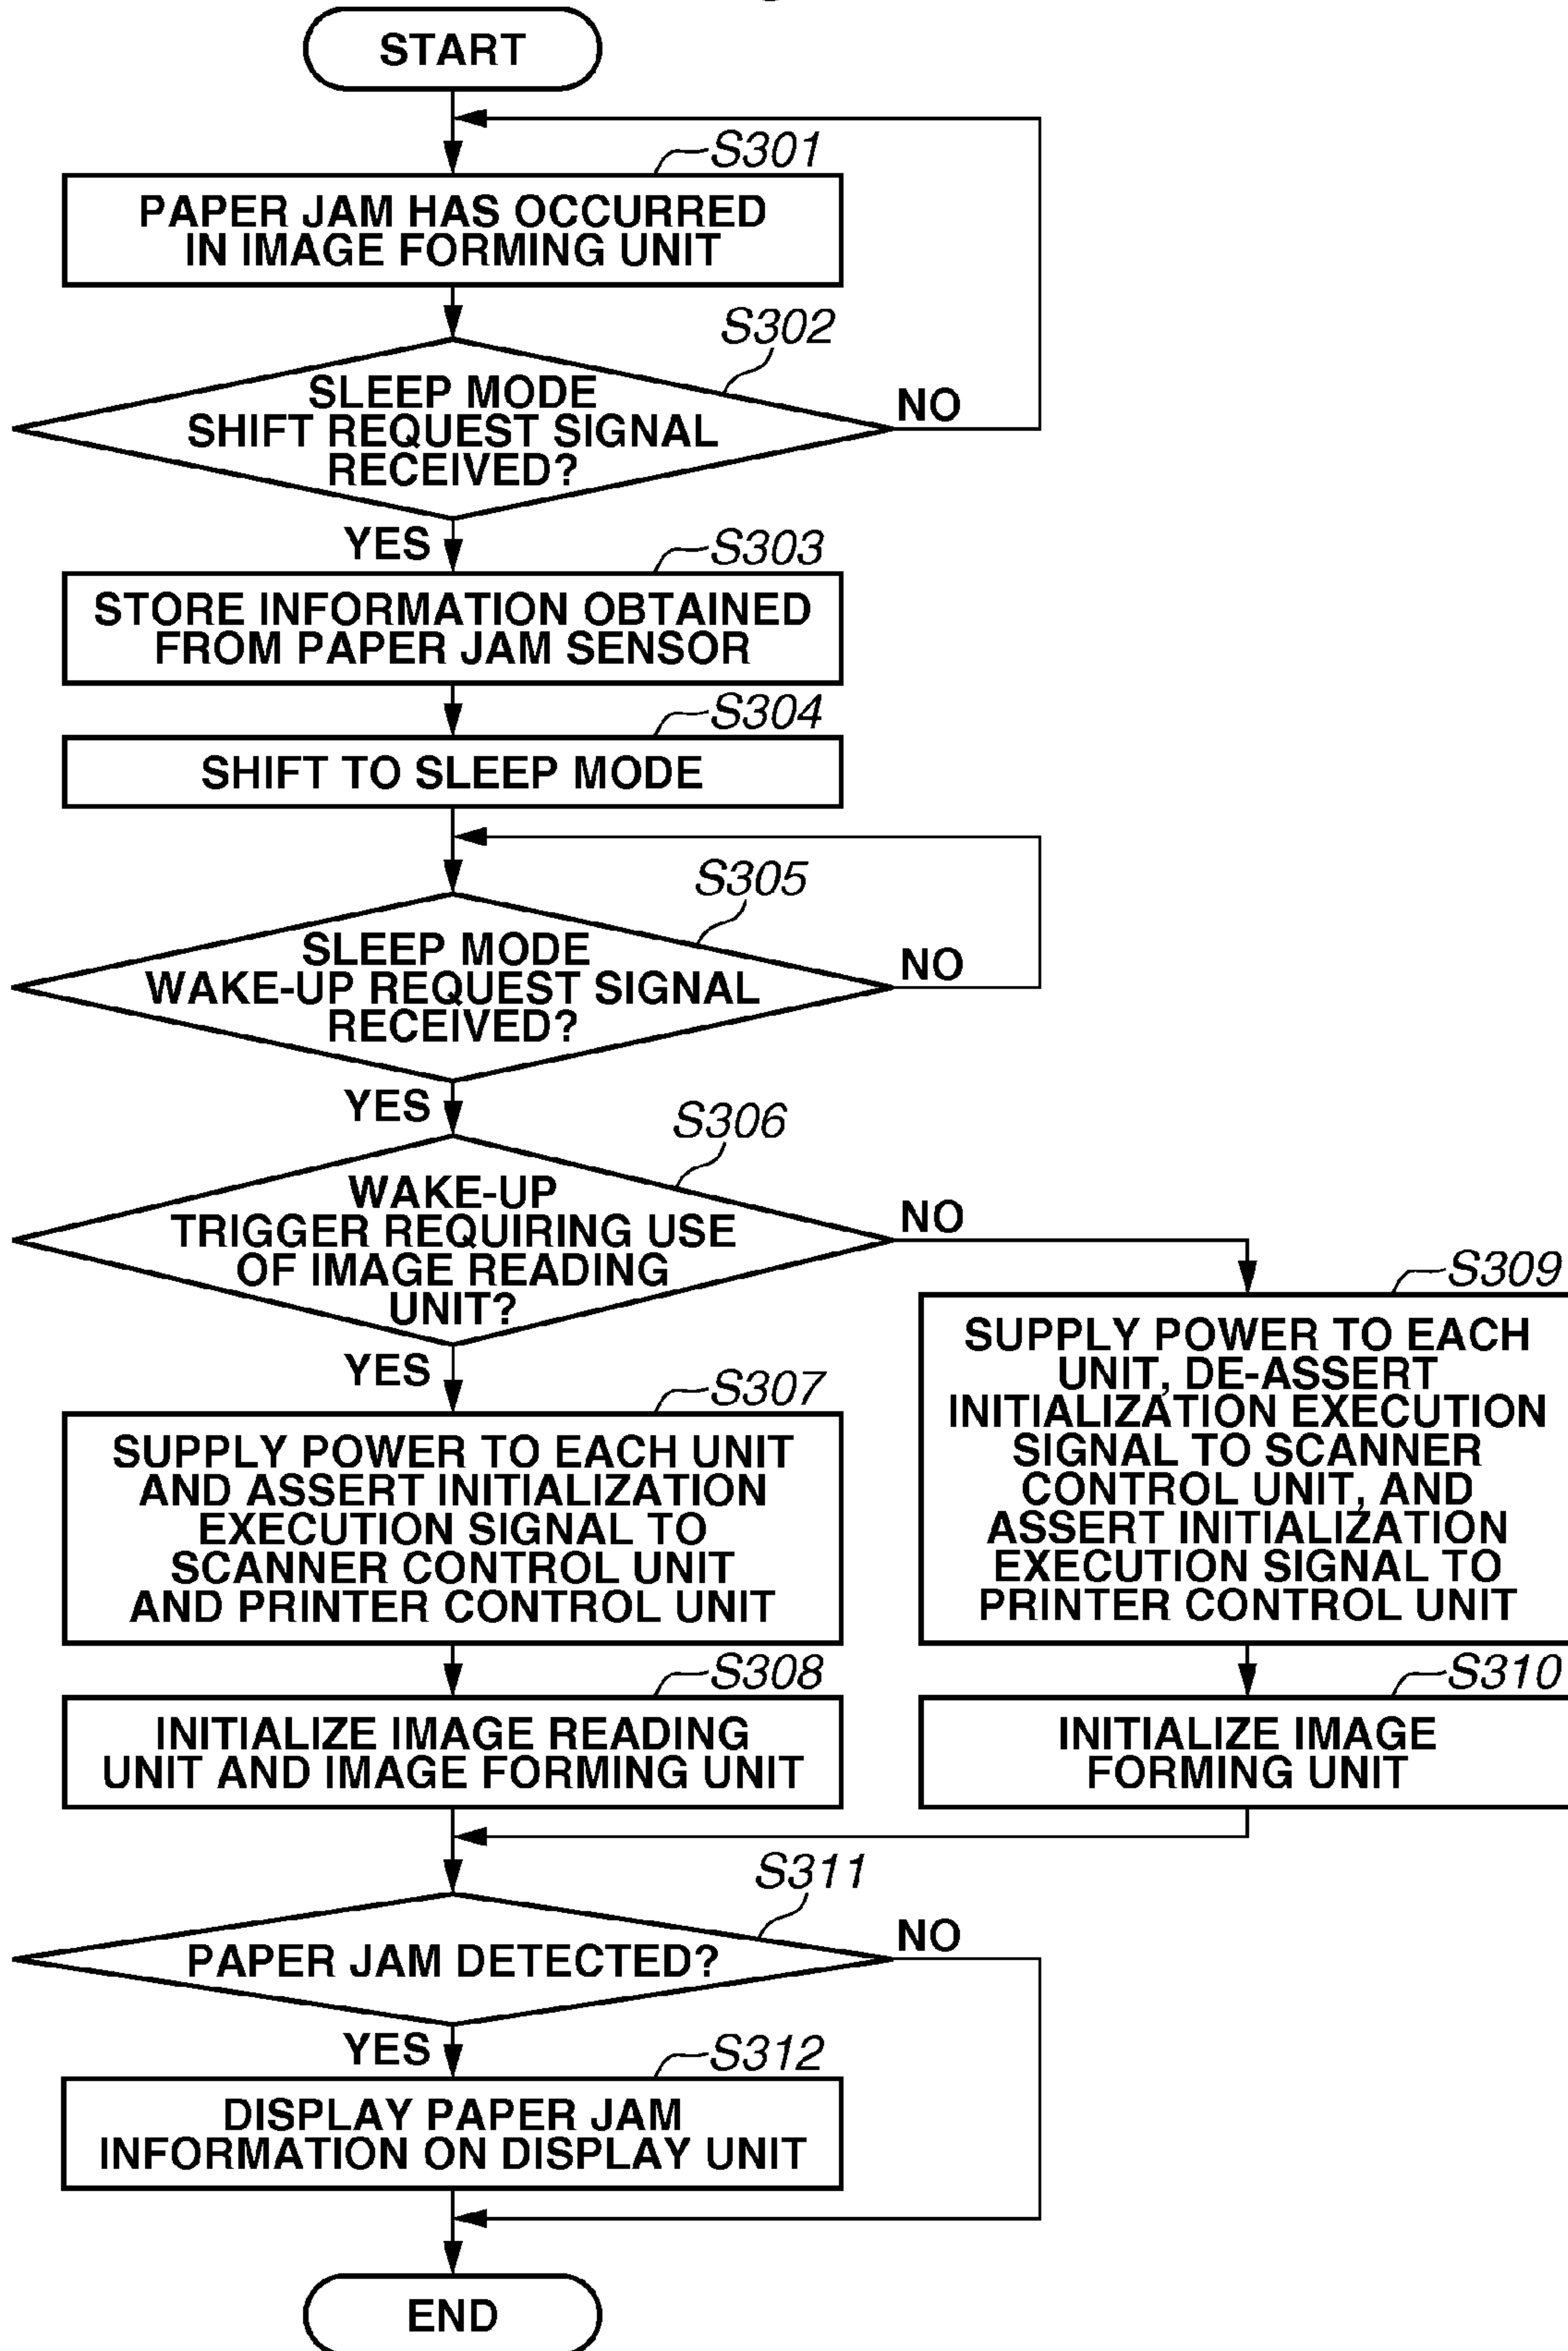 START
S301
PAPER JAM HAS OCCURRED
IN IMAGE FORMING UNIT
S302
SLEEP MODE
SHIFT REQUEST SIGNAL
RECEIVED?
NO
YES
S303
STORE INFORMATION OBTAINED
FROM PAPER JAM SENSOR
S304
SHIFT TO SLEEP MODE
S305
SLEEP MODE
WAKE-UP REQUEST SIGNAL
RECEIVED?
NO
YES
S306
WAKE-UP
TRIGGER REQUIRING USE
OF IMAGE READING
UNIT?
NO
YES
S307
SUPPLY POWER TO EACH UNIT
AND ASSERT INITIALIZATION
EXECUTION SIGNAL TO
SCANNER CONTROL UNIT
AND PRINTER CONTROL UNIT
S309
SUPPLY POWER TO EACH
UNIT, DE-ASSERT
INITIALIZATION EXECUTION
SIGNAL TO SCANNER
CONTROL UNIT, AND
ASSERT INITIALIZATION
EXECUTION SIGNAL TO
PRINTER CONTROL UNIT
S308
INITIALIZE IMAGE READING
UNIT AND IMAGE FORMING UNIT
S310
INITIALIZE IMAGE
FORMING UNIT
S311
PAPER JAM DETECTED?
NO
YES
S312
DISPLAY PAPER JAM
INFORMATION ON DISPLAY UNIT
END